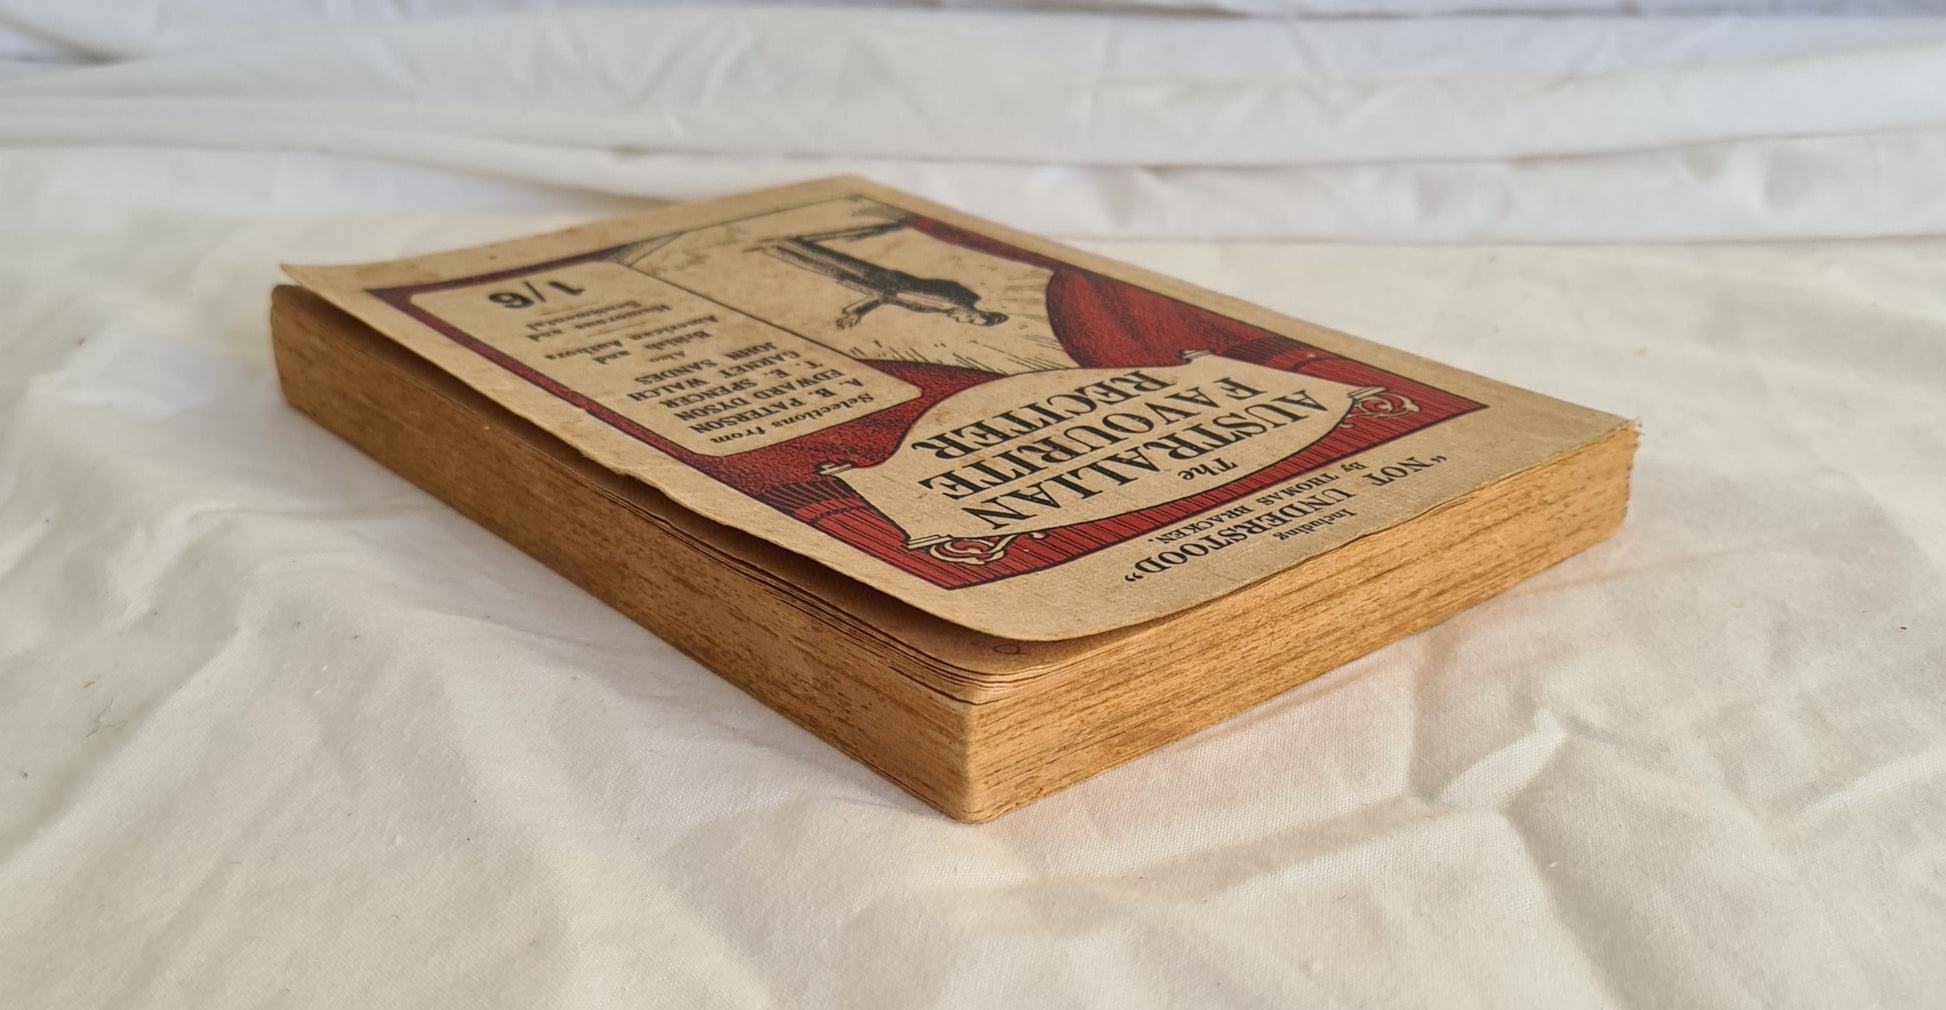 Including
“NOT UNDERSTOOD”
By THOMAS BRACKEN.
The
AUSTRALIAN
FAVOURITE
RECITER
Selections from
A. B. PATERSON
EDWARD DYSON
T. E. SPENCER
GARNET WALCH
JOHN SANDES
Also
British Authors
and
American
Humorous and
Sentimental
1/6